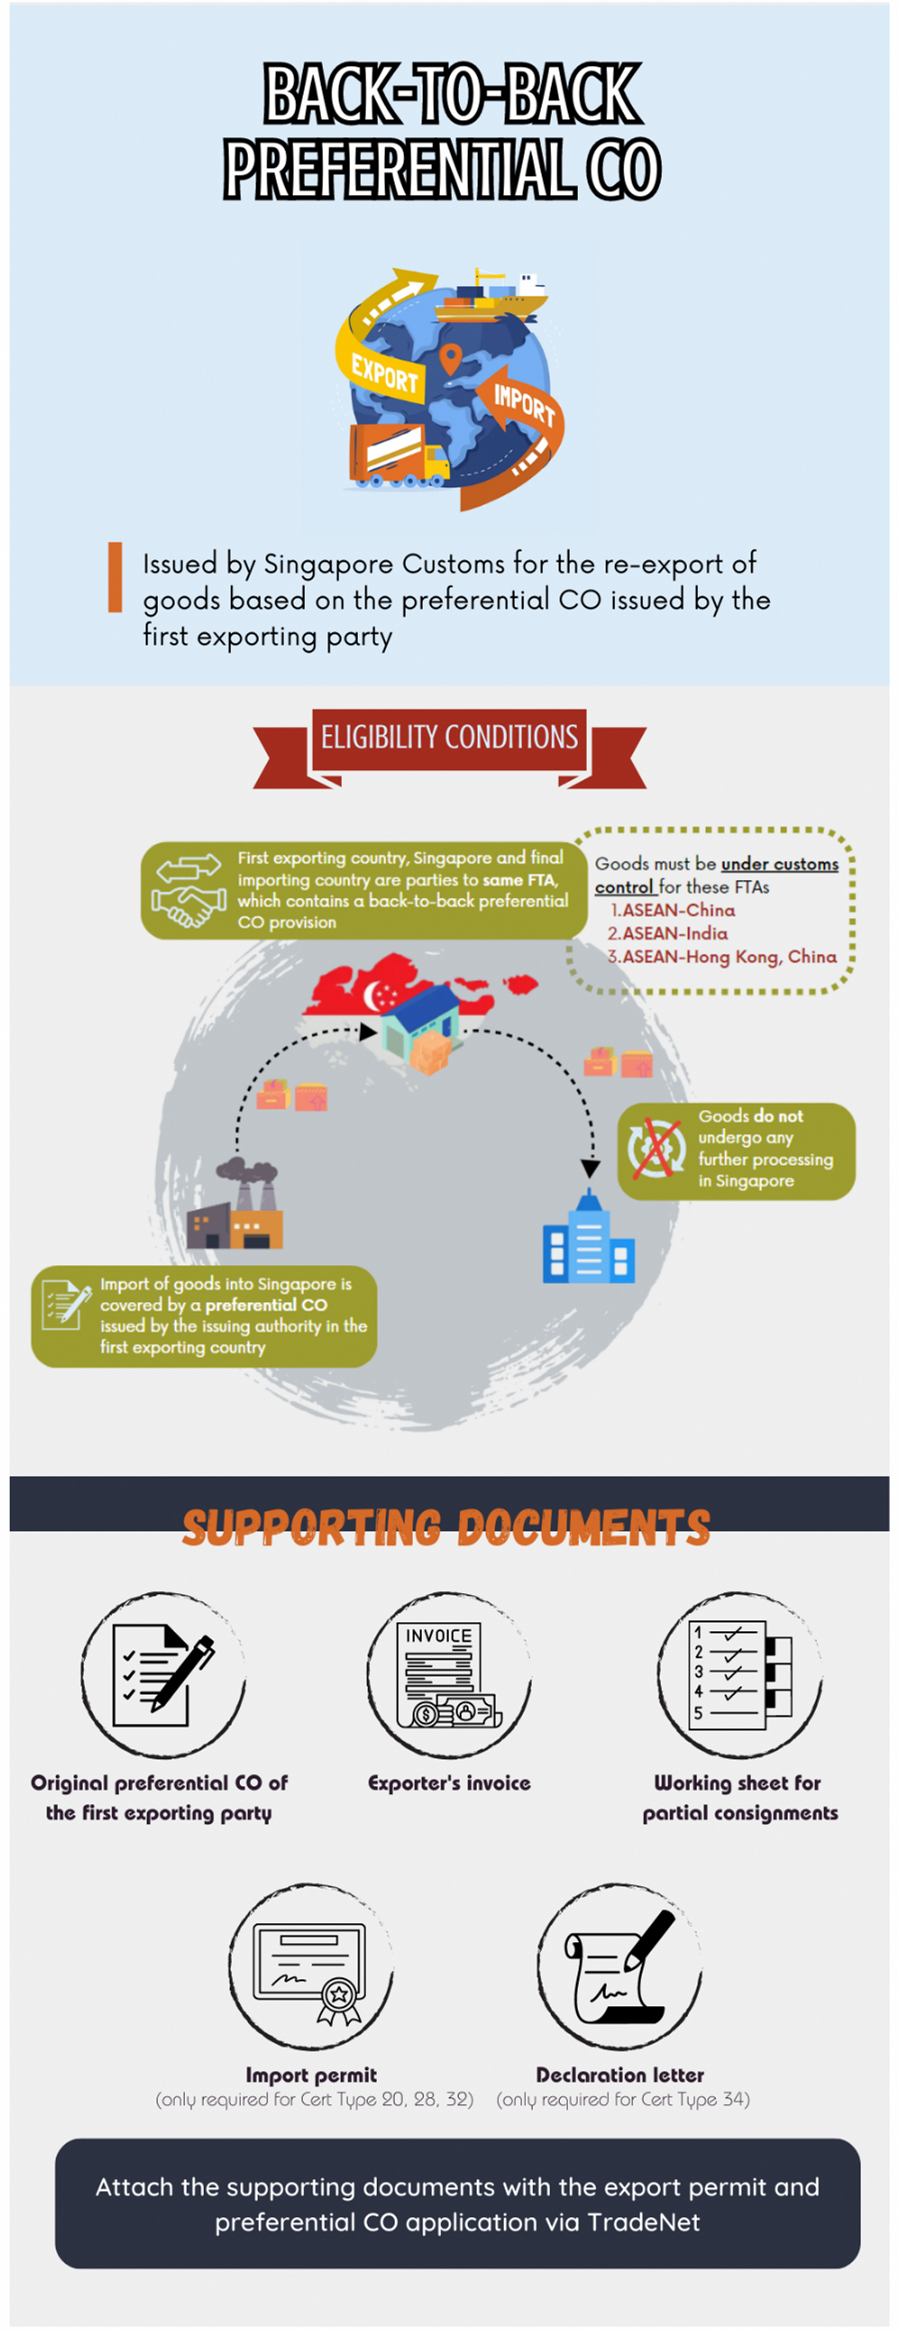 BACK-TO-BACK
PREFERENTIAL CO
EXPORT
IMPORT
Issued by Singapore Customs for the re-export of
goods based on the preferential CO issued by the
first exporting party
ELIGIBILITY CONDITIONS
First exporting country, Singapore and final
importing country are parties to same FTA,
which contains a back-to-back preferential
CO provision
Goods must be under customs
control for these FTAs
1.ASEAN-China
2.ASEAN-India
3.ASEAN-Hong Kong, China
Goods do not
undergo any
further processing
in Singapore
Import of goods into Singapore is
covered by a preferential CO
issued by the issuing authority in the
first exporting country
SUPPORTING DOCUMENTS
INVOICE
1
2
3
4
5
Original preferential CO of
the first exporting party
Exporter's invoice
Working sheet for
partial consignments
Import permit
(only required for Cert Type 20, 28, 32)
Declaration letter
(only required for Cert Type 34)
Attach the supporting documents with the export permit and
preferential CO application via TradeNet